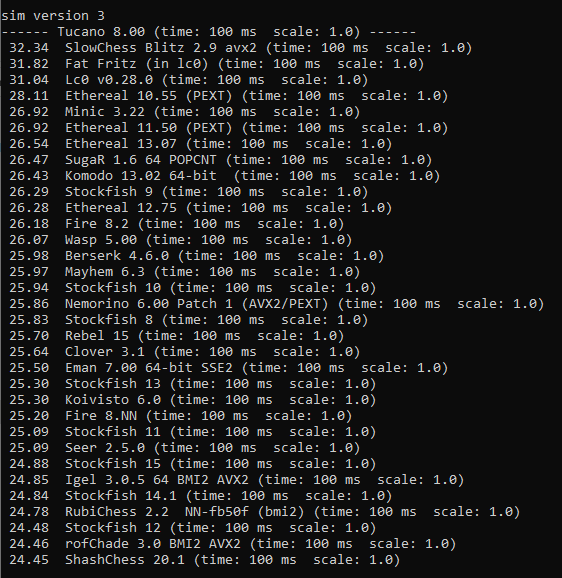 sim version 3
------ Tucano 8.00 (time: 100 ms  scale: 1.0) ------
32.34  SlowChess Blitz 2.9 avx2 (time: 100 ms  scale: 1.0)
31.82  Fat Fritz (in lc0) (time: 100 ms  scale: 1.0)
31.04  Lc0 v0.28.0 (time: 100 ms  scale: 1.0)
28.11  Ethereal 10.55 (PEXT) (time: 100 ms  scale: 1.0)
26.92  Minic 3.22 (time: 100 ms  scale: 1.0)
26.92  Ethereal 11.50 (PEXT) (time: 100 ms  scale: 1.0)
26.54  Ethereal 13.07 (PEXT) (time: 100 ms  scale: 1.0)
26.47  SugaR 1.6 64 POPCNT (time: 100 ms  scale: 1.0)
26.43  Komodo 13.02 64-bit  (time: 100 ms  scale: 1.0)
26.29  Stockfish 9 (time: 100 ms  scale: 1.0)
26.28  Ethereal 12.75 (PEXT) (time: 100 ms  scale: 1.0)
26.18  Fire 8.2 (time: 100 ms  scale: 1.0)
26.07  Wasp 5.00 (time: 100 ms  scale: 1.0)
25.98  Berserk 4.6.0 (time: 100 ms  scale: 1.0)
25.97  Mayhem 6.3 (time: 100 ms  scale: 1.0)
25.94  Stockfish 10 (time: 100 ms  scale: 1.0)
25.86  Nemorino 6.00 Patch 1 (AVX2/PEXT) (time: 100 ms  scale: 1.0)
25.83  Stockfish 8 (time: 100 ms  scale: 1.0)
25.70  Rebel 15 (time: 100 ms  scale: 1.0)
25.64  Clover 3.1 (time: 100 ms  scale: 1.0)
25.50  Eman 7.00 64-bit SSE2 (time: 100 ms  scale: 1.0)
25.30  Stockfish 13 (time: 100 ms  scale: 1.0)
25.30  Koivisto 6.0 (time: 100 ms  scale: 1.0)
25.20  Fire 8.NN (time: 100 ms  scale: 1.0)
25.09  Stockfish 11 (time: 100 ms  scale: 1.0)
25.09  Seer 2.5.0 (time: 100 ms  scale: 1.0)
24.88  Stockfish 15 (time: 100 ms  scale: 1.0)
24.85  Igel 3.0.5 64 BMI2 AVX2 (time: 100 ms  scale: 1.0)
24.84  Stockfish 14.1 (time: 100 ms  scale: 1.0)
24.78  RubiChess 2.2  NN-fb50f (bmi2) (time: 100 ms  scale: 1.0)
24.48  Stockfish 12 (time: 100 ms  scale: 1.0)
24.46  rofChade 3.0 BMI2 AVX2 (time: 100 ms  scale: 1.0)
24.45  ShashChess 20.1 (time: 100 ms  scale: 1.0)